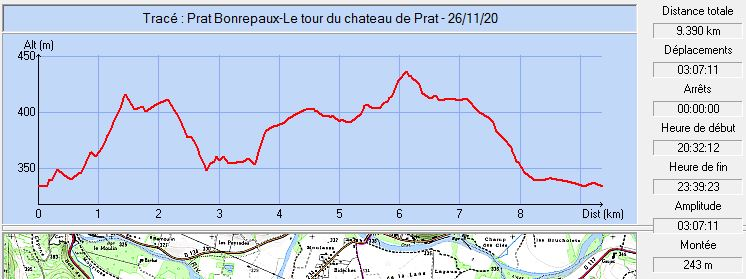 Tracé : Prat Bonrepaux-Le tour du chateau de Prat - 26/11/20
Alt (m)
450
400
350
0 1 2 3 4 5 6 7 8 Dist (km)
Distance totale
9.390 km
Déplacements
03:07:11
Arrêts
00:00:00
Heure de début
20:32:12
Heure de fin
23:39:23
Amplitude
03:07:11
Montée
243 m
le Moulin